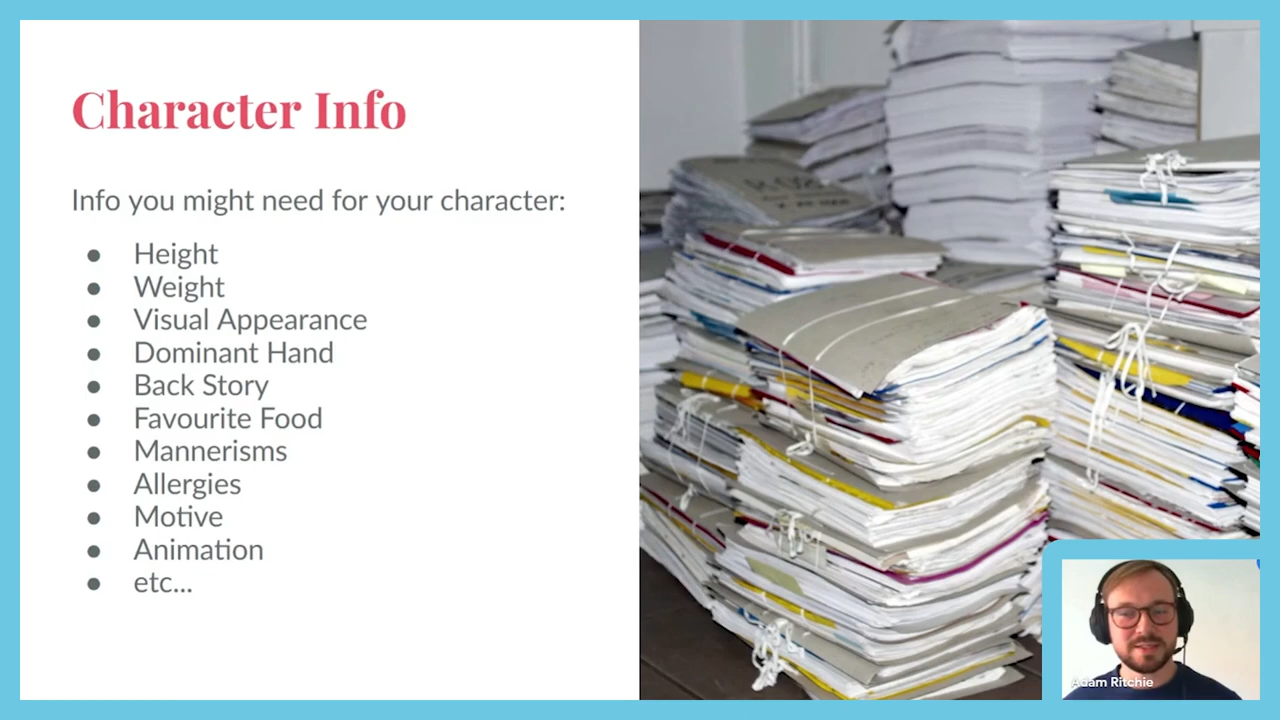 Character Info
Info you might need for your character:
● Height
● Weight
● Visual Appearance
● Dominant Hand
● Back Story
● Favourite Food
● Mannerisms
● Allergies
● Motive
● Animation
● etc...
Adam Ritchie